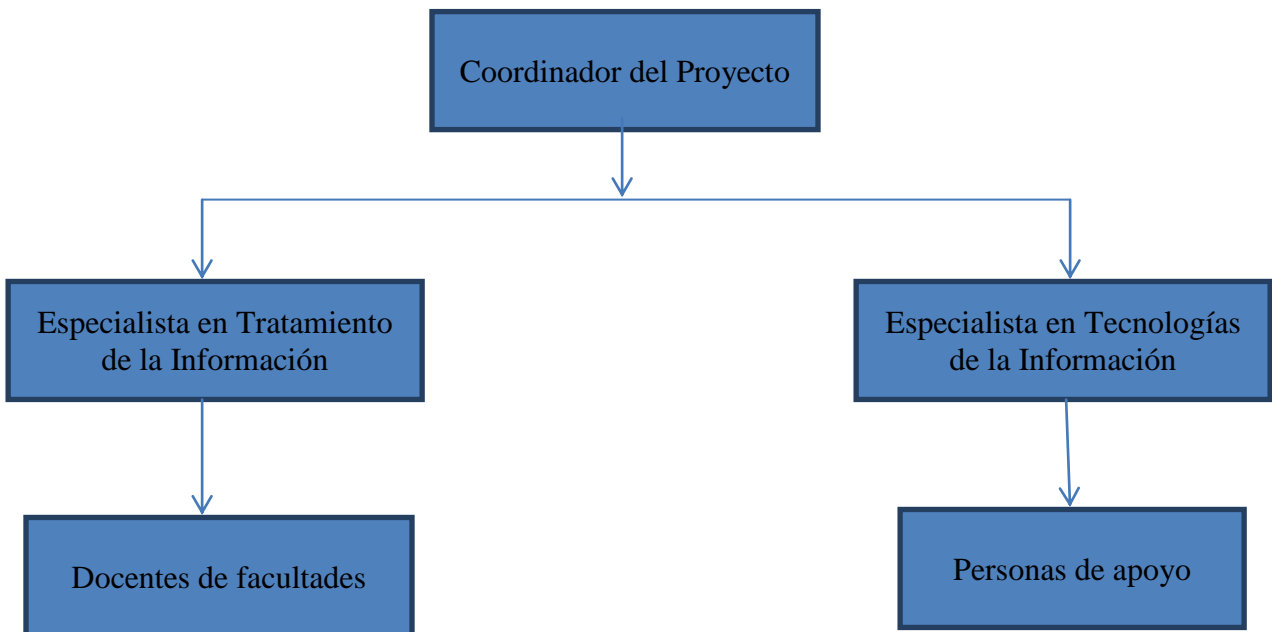 Coordinador del Proyecto
Especialista en Tratamiento
de la Información
Especialista en Tecnologías
de la Información
Docentes de facultades
Personas de apoyo